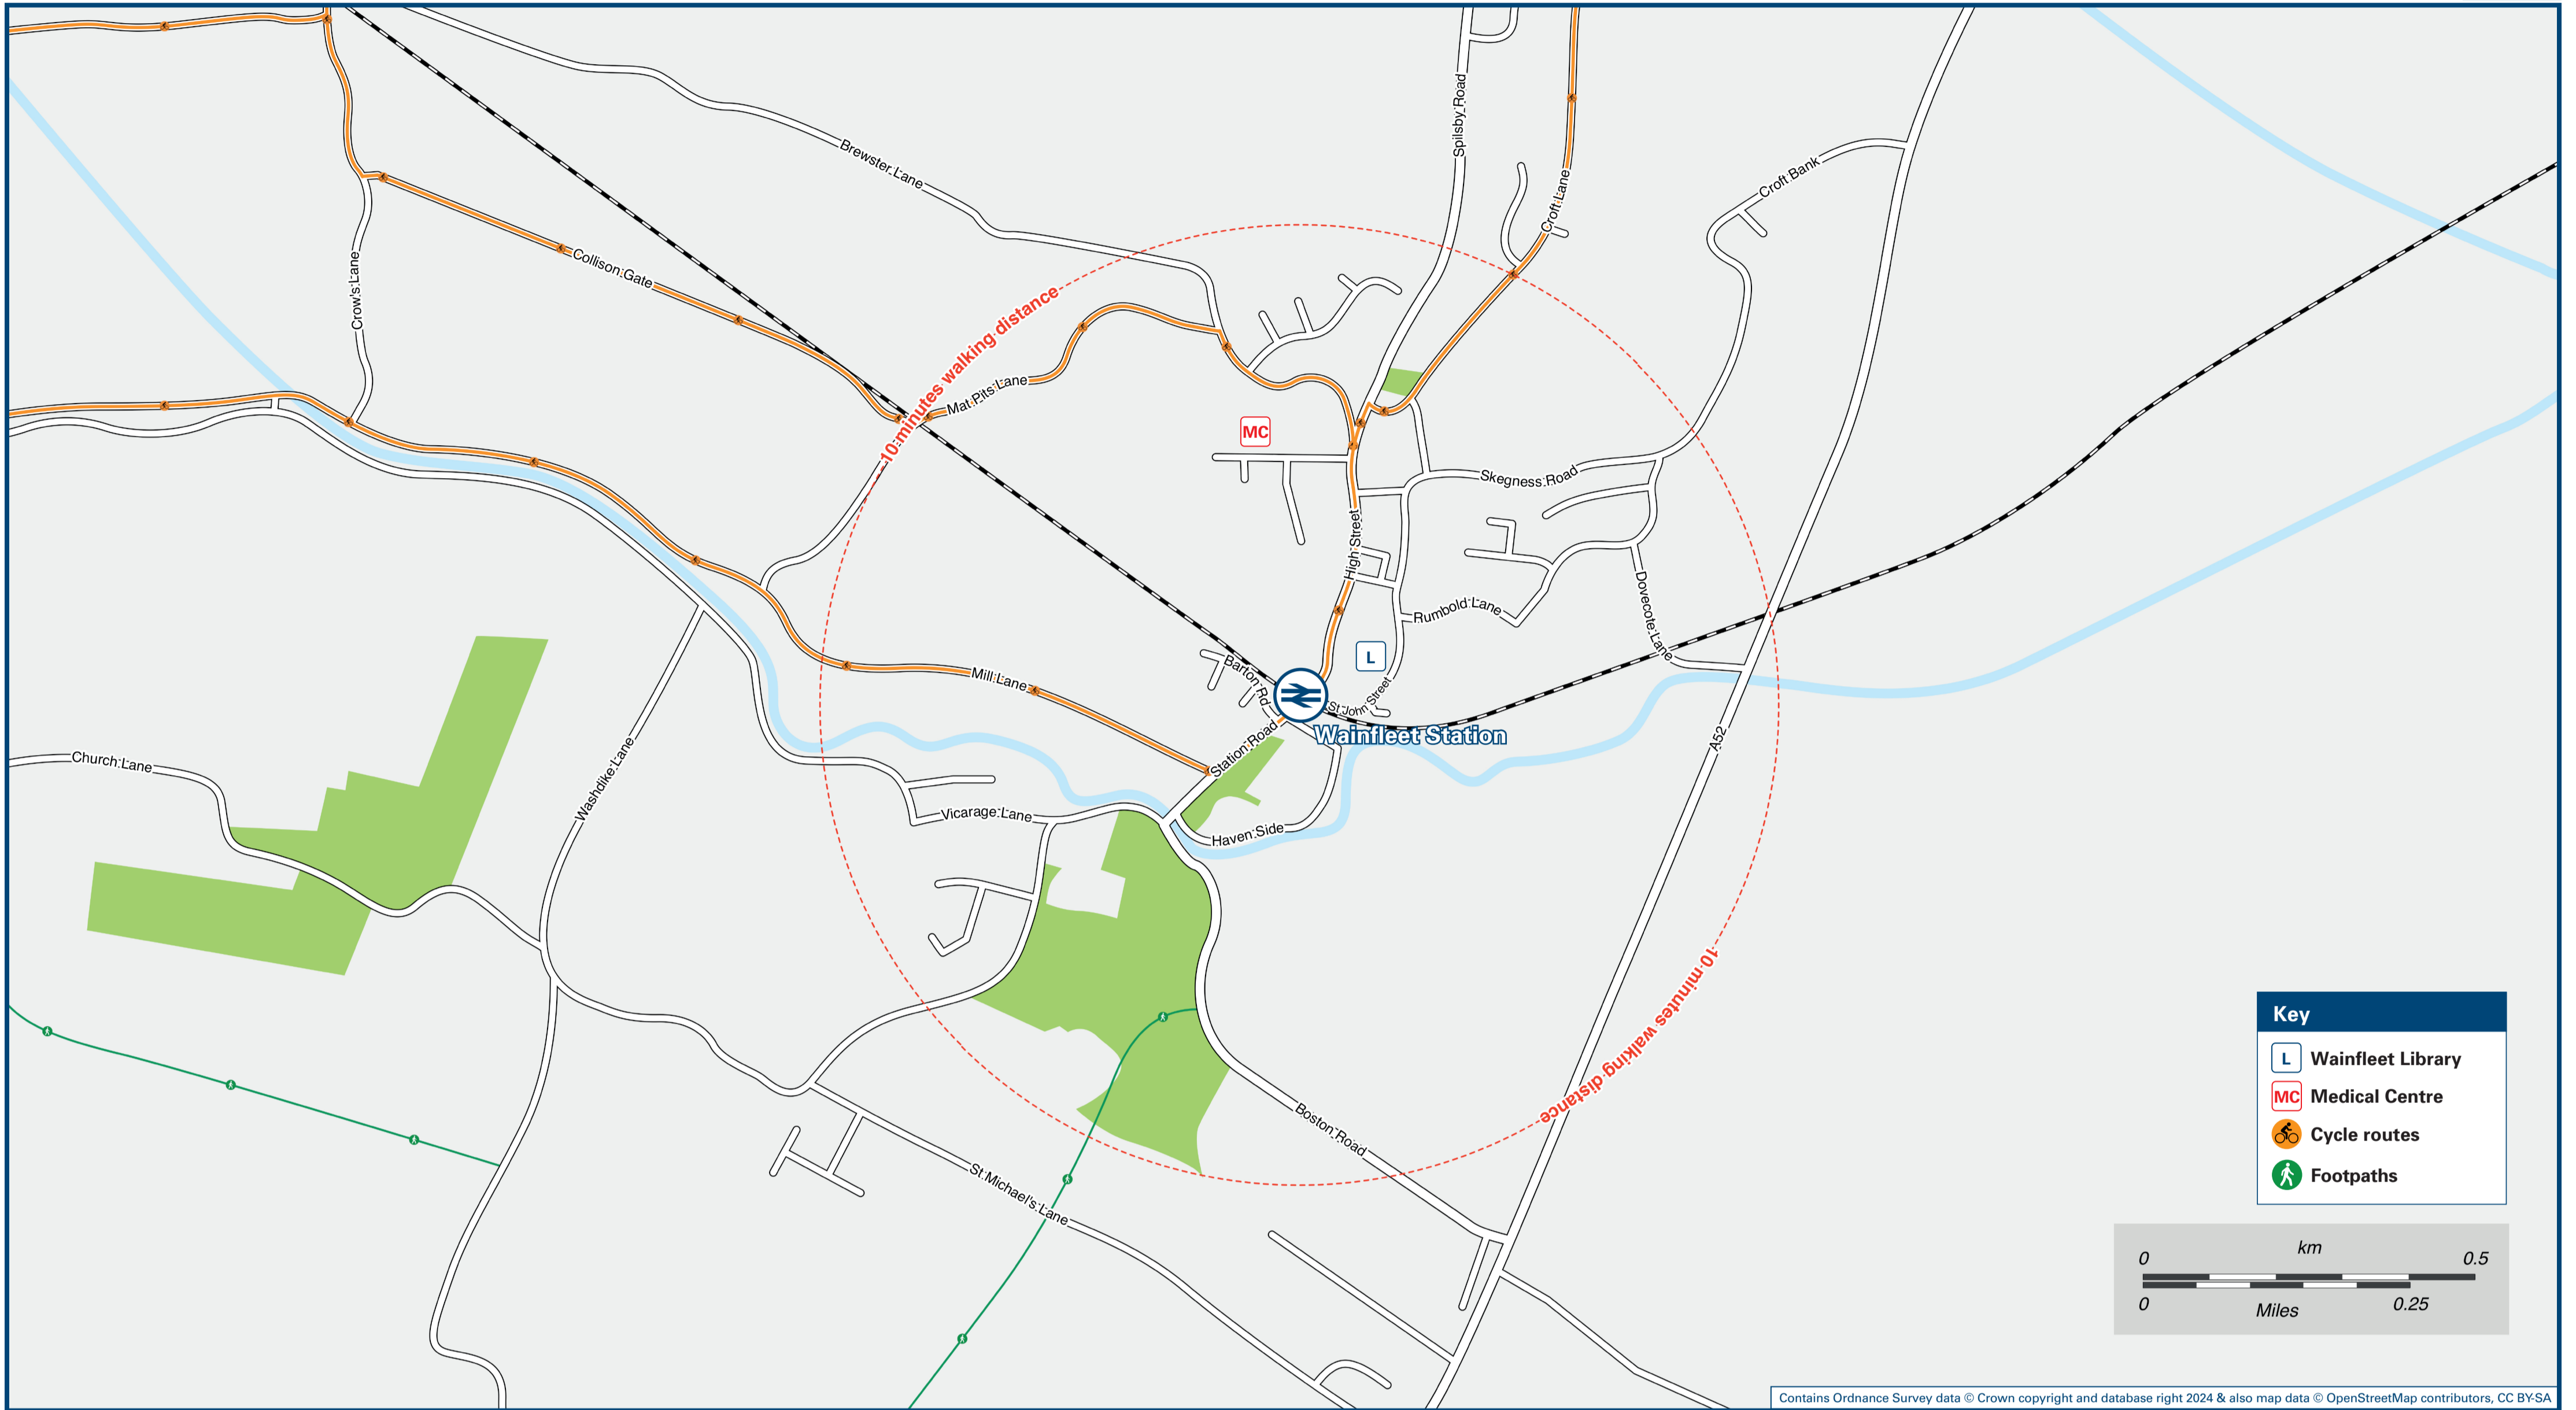 Spilsby Road
Brewster Lane
Croft Lane
Croft Bank
Collison Gate
Crow's Lane
10 minutes walking distance
Mat Pits Lane
MC
Skegness Road
High Street
Rumbold Lane
Dovecote Lane
L
Barton Rd
St John Street
Mill Lane
Wainfleet Station
Station Road
A52
Church Lane
Washdike Lane
Vicarage Lane
Haven Side
10 minutes walking distance
Boston Road
St Michael's Lane
Key
L Wainfleet Library
MC Medical Centre
Cycle routes
Footpaths
km
0 0.5
0 0.25
Miles
Contains Ordnance Survey data © Crown copyright and database right 2024 & also map data © OpenStreetMap contributors, CC BY-SA